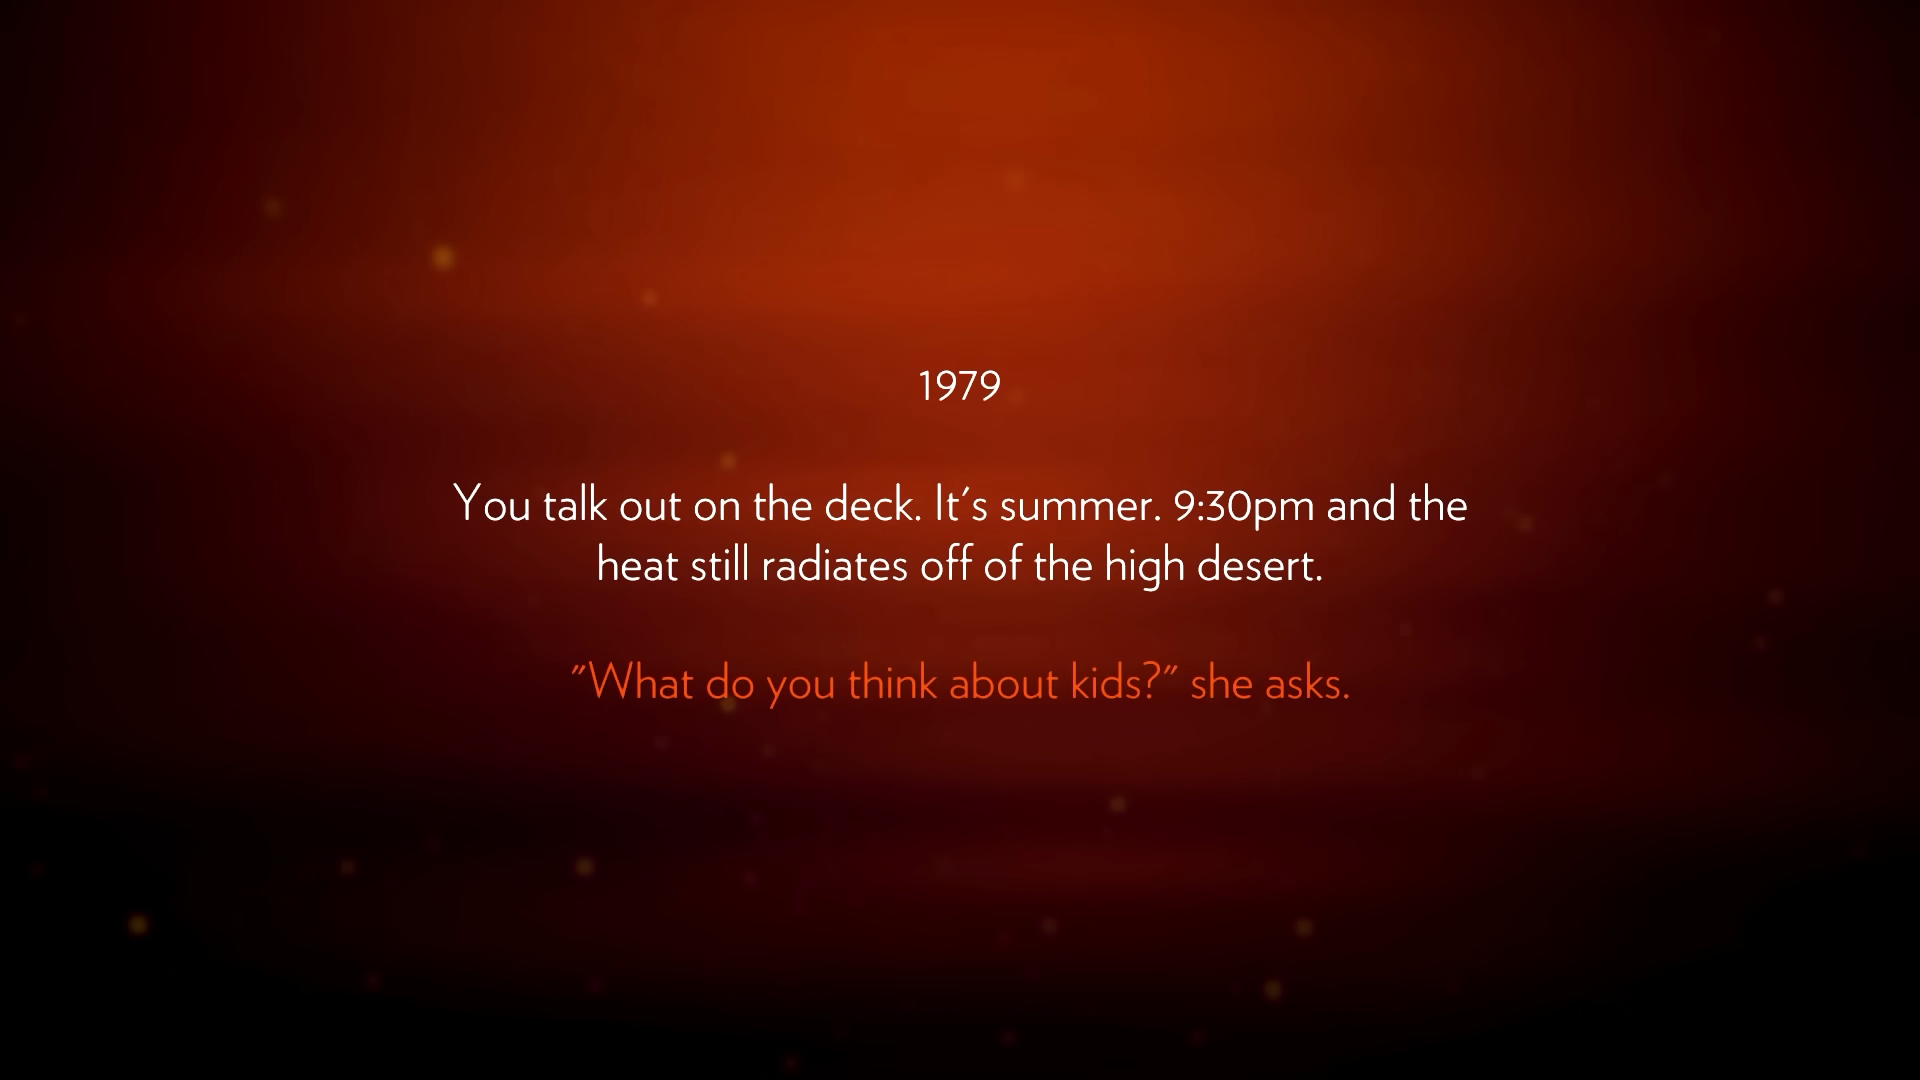 1979
You talk out on the deck. It's summer. 9:30pm and the
heat still radiates off of the high desert.
"What do you think about kids?" she asks.